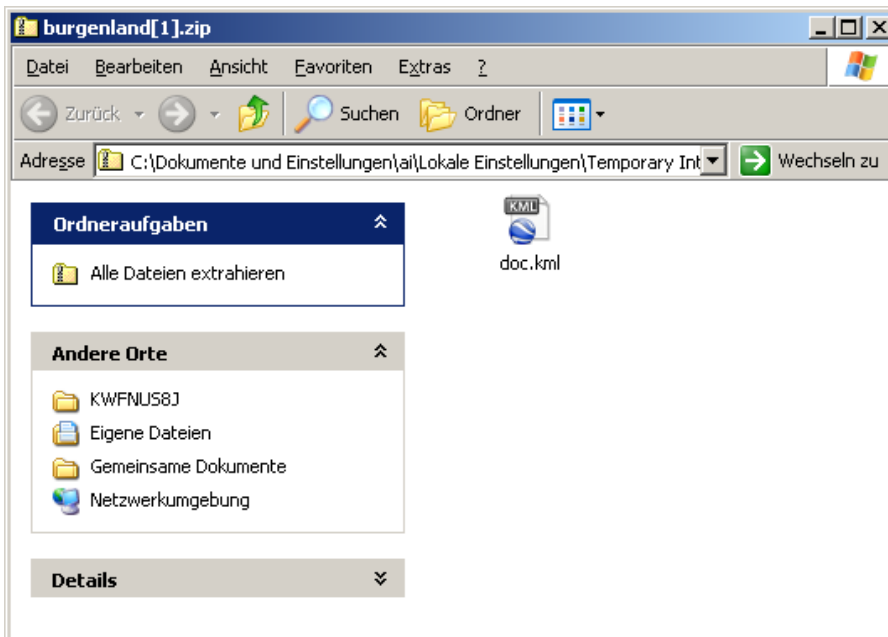 burgenland[1].zip
Datei Bearbeiten Ansicht Favoriten Extras ?
Zurück Suchen Ordner
Adresse C:\Dokumente und Einstellungen\ai\Lokale Einstellungen\Temporary Int Wechseln zu
Ordneraufgaben
Alle Dateien extrahieren
KML
doc.kml
Andere Orte
KWFNUS8J
Eigene Dateien
Gemeinsame Dokumente
Netzwerkumgebung
Details